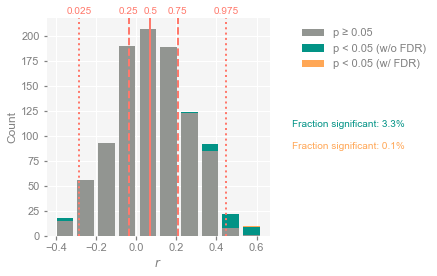 0.025 0.25 0.5 0.75 0.975
p ≥ 0.05
p < 0.05 (w/o FDR)
p < 0.05 (w/ FDR)
Fraction significant: 3.3%
Fraction significant: 0.1%
200
175
150
125
100
75
50
25
0
Count
−0.4 −0.2 0.0 0.2 0.4 0.6
r